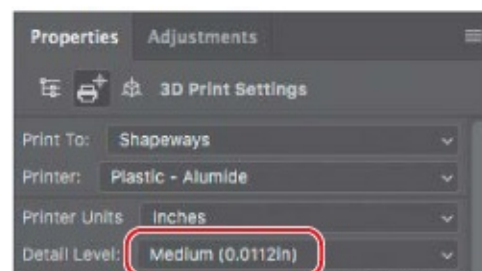 Properties Adjustments
3D Print Settings
Print To: Shapeways
Printer: Plastic - Alumide
Printer Units Inches
Detail Level: Medium (0.0112in)